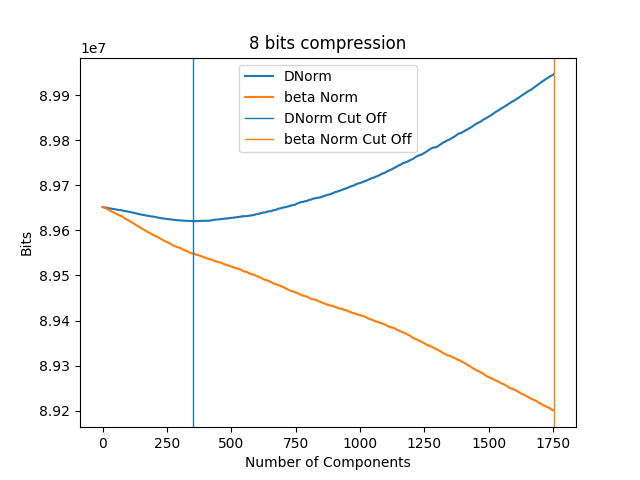 8 bits compression
1e7
8.99
8.98
8.97
8.96
8.95
8.94
8.93
8.92
Bits
DNorm
beta Norm
DNorm Cut Off
beta Norm Cut Off
0 250 500 750 1000 1250 1500 1750
Number of Components